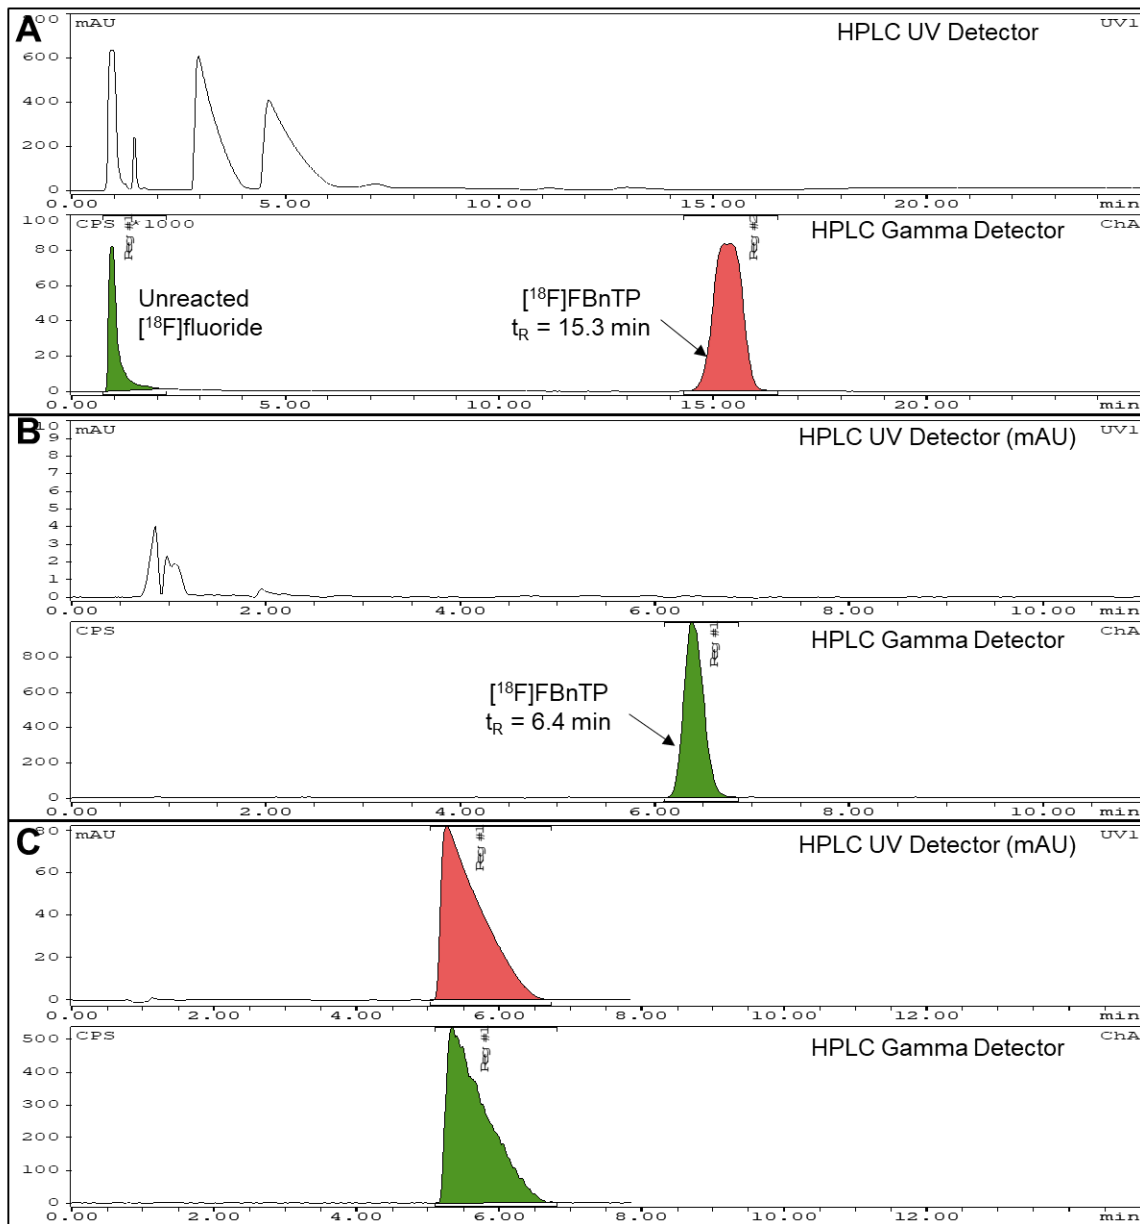 A
mAU
HPLC UV Detector
UV1
600
400
200
0
0.00 5.00 10.00 15.00 20.00 min
100
CPS *1000
Reg #1
HPLC Gamma Detector
Reg #2
ChA
80
60
40
20
0
Unreacted
[¹⁸F]fluoride
[¹⁸F]FBnTP
tR = 15.3 min
0.00 5.00 10.00 15.00 20.00 min
B
mAU
HPLC UV Detector (mAU)
UV1
9
8
7
6
5
4
3
2
1
0
0.00 2.00 4.00 6.00 8.00 10.00 min
CPS
HPLC Gamma Detector
Reg #1
ChA
800
600
400
200
0
[¹⁸F]FBnTP
tR = 6.4 min
0.00 2.00 4.00 6.00 8.00 10.00 min
C
80
mAU
Reg #1
HPLC UV Detector (mAU)
UV1
60
40
20
0
0.00 2.00 4.00 6.00 8.00 10.00 12.00 min
500
CPS
Reg #1
HPLC Gamma Detector
ChA
400
300
200
100
0
0.00 2.00 4.00 6.00 8.00 10.00 12.00 min